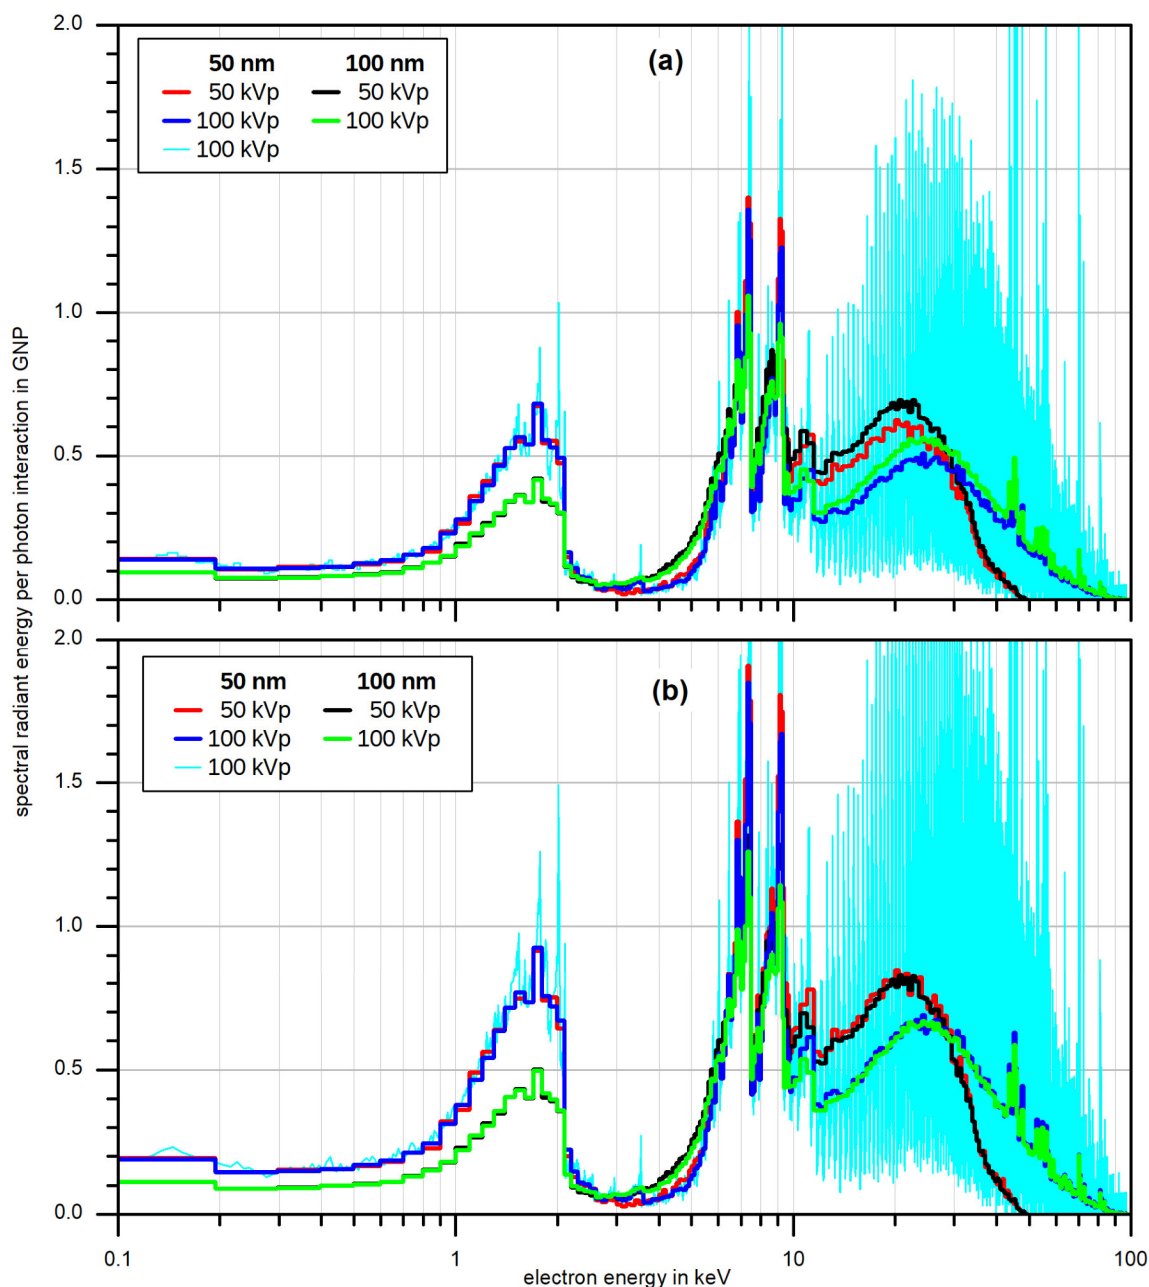 2.0
(a)
50 nm 100 nm
50 kVp 50 kVp
100 kVp 100 kVp
100 kVp
1.5
1.0
0.5
0.0
spectral radiant energy per photon interaction in GNP
2.0
(b)
50 nm 100 nm
50 kVp 50 kVp
100 kVp 100 kVp
100 kVp
1.5
1.0
0.5
0.0
0.1 1 10 100
electron energy in keV